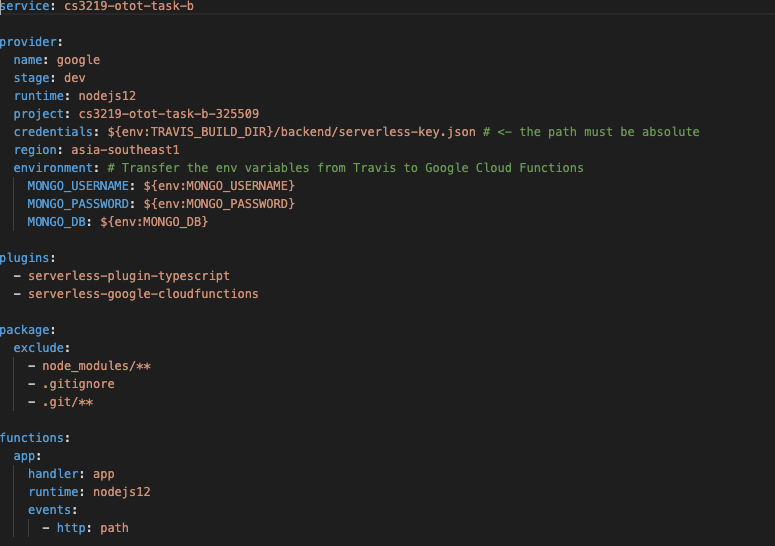 service: cs3219-otot-task-b
provider:
name: google
stage: dev
runtime: nodejs12
project: cs3219-otot-task-b-325509
credentials: ${env:TRAVIS_BUILD_DIR}/backend/serverless-key.json # <- the path must be absolute
region: asia-southeast1
environment: # Transfer the env variables from Travis to Google Cloud Functions
MONGO_USERNAME: ${env:MONGO_USERNAME}
MONGO_PASSWORD: ${env:MONGO_PASSWORD}
MONGO_DB: ${env:MONGO_DB}
plugins:
- serverless-plugin-typescript
- serverless-google-cloudfunctions
package:
exclude:
- node_modules/**
- .gitignore
- .git/**
functions:
app:
handler: app
runtime: nodejs12
events:
- http: path